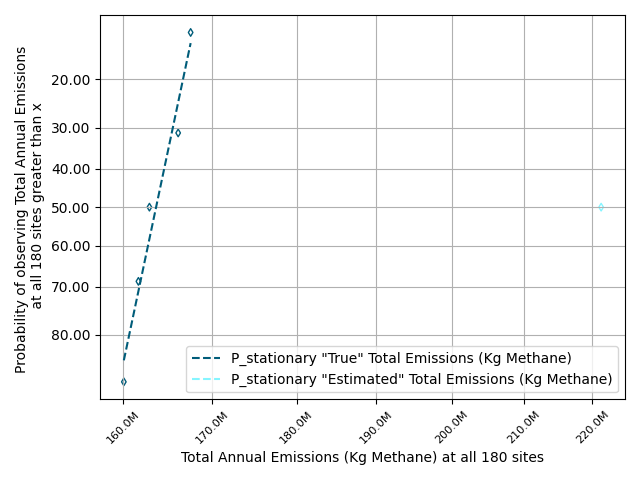 Probability of observing Total Annual Emissions
at all 180 sites greater than x
20.00
30.00
40.00
50.00
60.00
70.00
80.00
P_stationary "True" Total Emissions (Kg Methane)
P_stationary "Estimated" Total Emissions (Kg Methane)
160.0M
170.0M
180.0M
190.0M
200.0M
210.0M
220.0M
Total Annual Emissions (Kg Methane) at all 180 sites